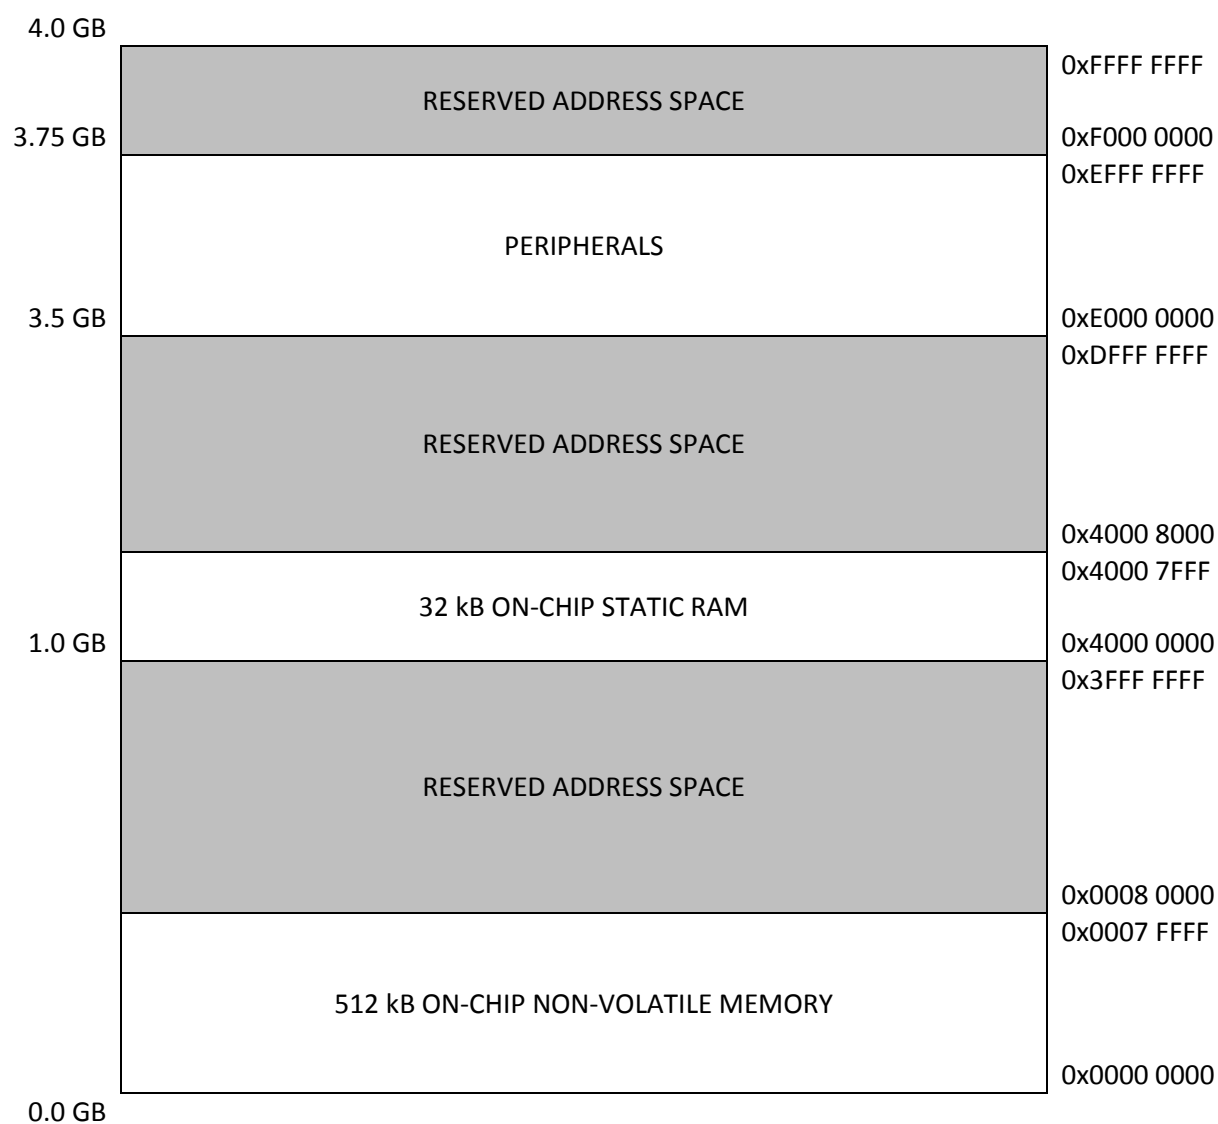 4.0 GB
0xFFFF FFFF
RESERVED ADDRESS SPACE
3.75 GB
0xF000 0000
0xEFFF FFFF
PERIPHERALS
3.5 GB
0xE000 0000
0xDFFF FFFF
RESERVED ADDRESS SPACE
0x4000 8000
0x4000 7FFF
32 kB ON-CHIP STATIC RAM
1.0 GB
0x4000 0000
0x3FFF FFFF
RESERVED ADDRESS SPACE
0x0008 0000
0x0007 FFFF
512 kB ON-CHIP NON-VOLATILE MEMORY
0x0000 0000
0.0 GB